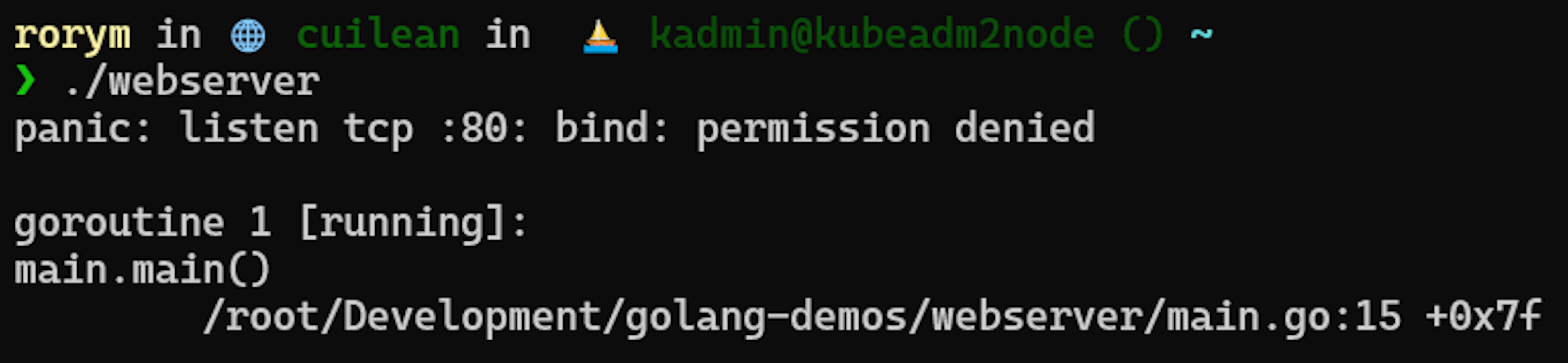 rorym in 🌐 cuilean in ⛵ kadmin@kubeadm2node () ~
❯ ./webserver
panic: listen tcp :80: bind: permission denied
goroutine 1 [running]:
main.main()
/root/Development/golang-demos/webserver/main.go:15 +0x7f